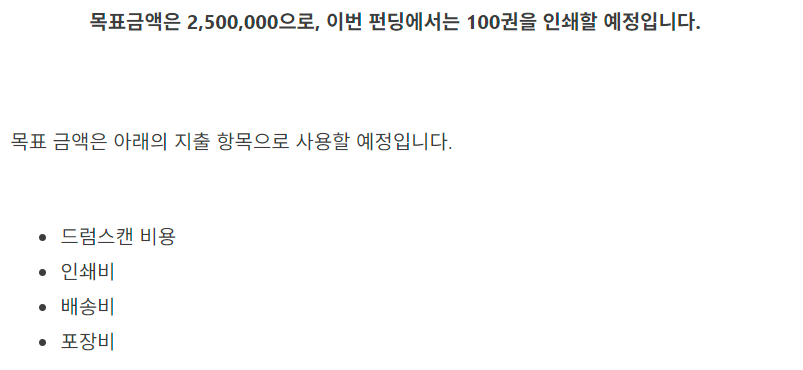 목표금액은 2,500,000으로, 이번 펀딩에서는 100권을 인쇄할 예정입니다.
목표 금액은 아래의 지출 항목으로 사용할 예정입니다.
• 드럼스캔 비용
• 인쇄비
• 배송비
• 포장비